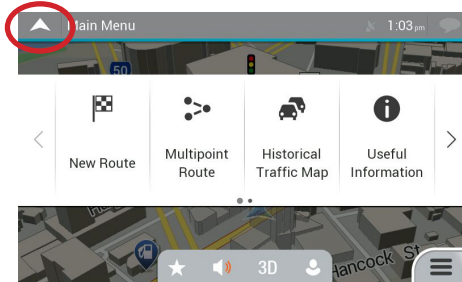 Main Menu
1:03 pm
50
New Route
Multipoint
Route
Historical
Traffic Map
Useful
Information
3D
Hancock St